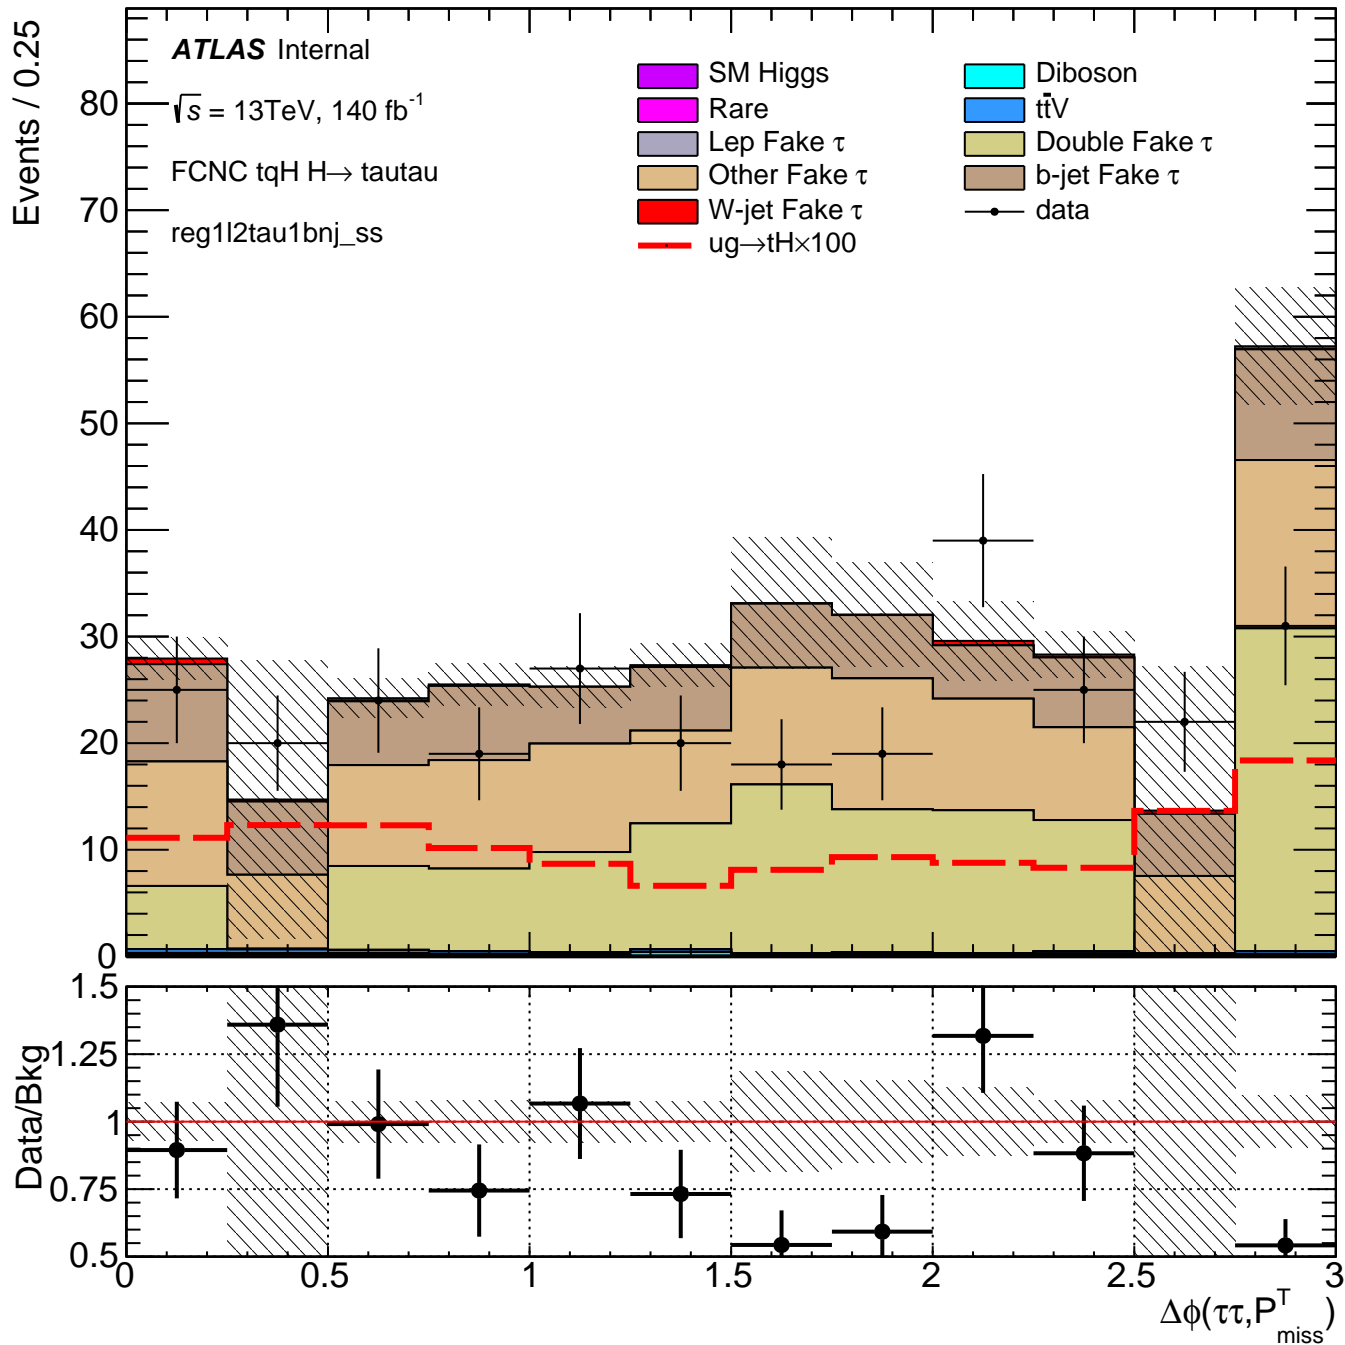 Events / 0.25
ATLAS Internal
√s = 13TeV, 140 fb⁻¹
FCNC tqH H→ tautau
reg1l2tau1bnj_ss
SM Higgs
Rare
Lep Fake τ
Other Fake τ
W-jet Fake τ
ug→tH×100
Diboson
tt̄V
Double Fake τ
b-jet Fake τ
data
80
70
60
50
40
30
20
10
0
Data/Bkg
1.5
1.25
1
0.75
0.5
0 0.5 1 1.5 2 2.5 3
Δϕ(ττ,P^T_miss)